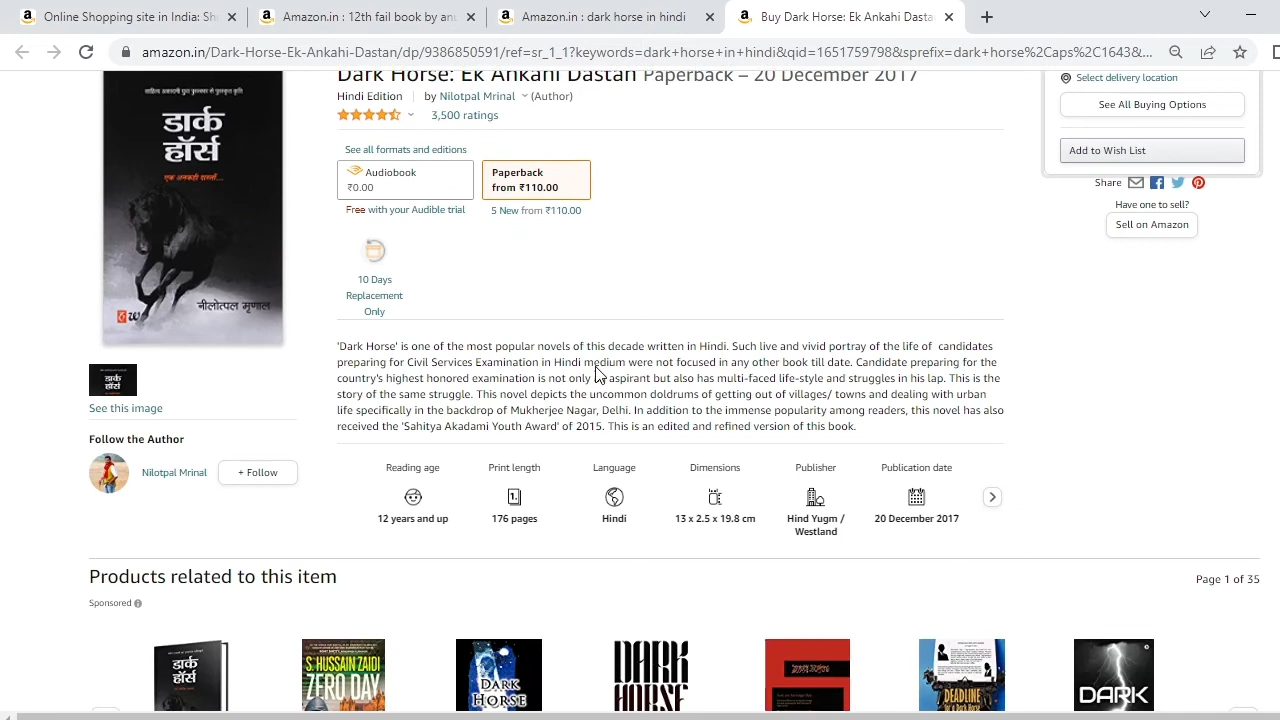 Amazon.in: Online shopping site in India: Sh
Amazon.in : 12th fail book by anu
Amazon.in : dark horse in hindi
Buy Dark Horse: Ek Ankahi Dasta
amazon.in/Dark-Horse-Ek-Ankahi-Dastan/dp/9386850591/ref=sr_1_1?keywords=dark+horse+in+hindi&qid=1651759798&sprefix=dark+horse%2Caps%2C1643&...
Dark Horse: Ek Ankahi Dastan Paperback – 20 December 2017
Hindi Edition
by Nilotpal Mrinal (Author)
3,500 ratings
See all formats and editions
Audiobook
₹0.00
Free with your Audible trial
Paperback
from ₹110.00
5 New from ₹110.00
10 Days
Replacement
Only
'Dark Horse' is one of the most popular novels of this decade written in Hindi. Such live and vivid portray of the life of candidates
preparing for Civil Services Examination in Hindi medium were not focused in any other book till date. Candidate preparing for the
country's highest honored examination is not only aspirant but also has multi-faced life-style and struggles in his lap. This is the
story of the same struggle. This novel depicts the uncommon doldrums of getting out of villages/ towns and dealing with urban
life specifically in the backdrop of Mukherjee Nagar, Delhi. In addition to the immense popularity among readers, this novel has also
received the 'Sahitya Akadami Youth Award' of 2015. This is an edited and refined version of this book.
Reading age
12 years and up
Print length
176 pages
Language
Hindi
Dimensions
13 x 2.5 x 19.8 cm
Publisher
Hind Yugm /
Westland
Publication date
20 December 2017
Select delivery location
See All Buying Options
Add to Wish List
Share
Have one to sell?
Sell on Amazon
साहित्य अकादमी युवा पुरस्कार से पुरस्कृत कृति
डार्क
हॉर्स
एक अनकही दास्ताँ...
नीलोत्पल मृणाल
डार्क
हॉर्स
See this image
Follow the Author
Nilotpal Mrinal
+ Follow
Products related to this item
Page 1 of 35
Sponsored
डार्क
हॉर्स
S. HUSSAIN ZAIDI
ZERO DAY
DARK
HORSE
DARK
HORSE
DEADLINE
for a Dark Horse
DARK